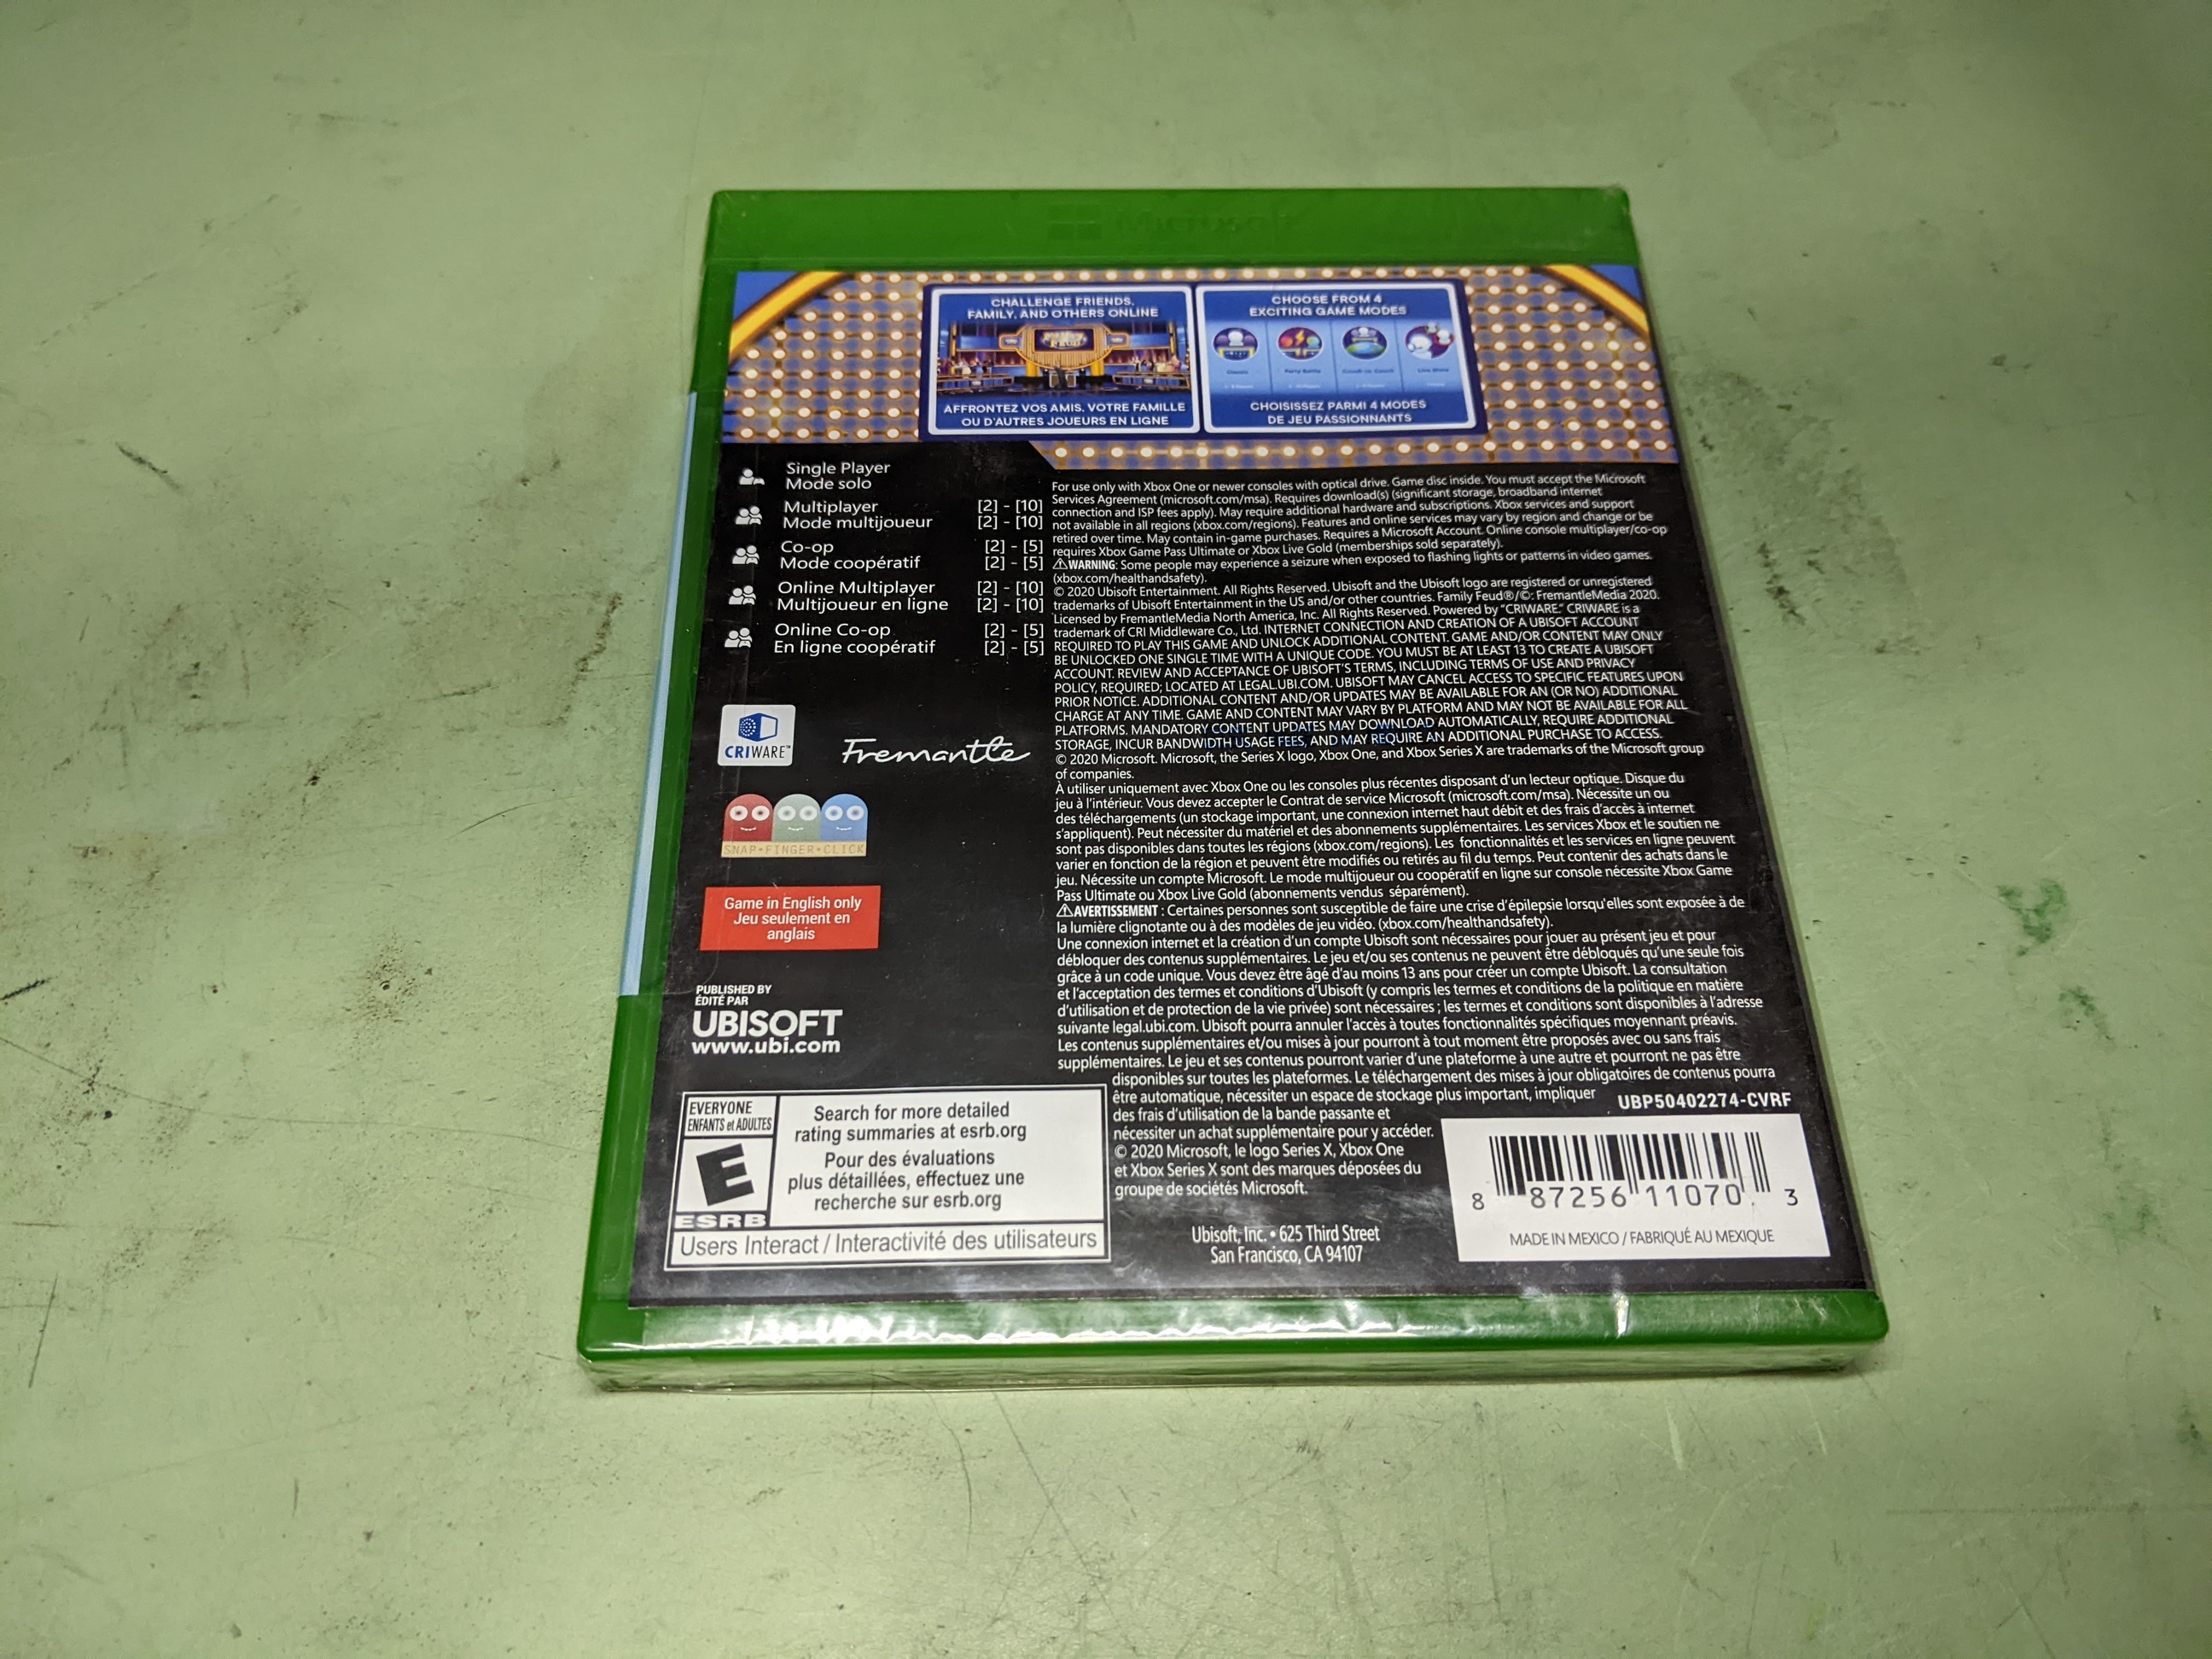 Microsoft
CHALLENGE FRIENDS,
FAMILY, AND OTHERS ONLINE
AFFRONTEZ VOS AMIS, VOTRE FAMILLE
OU D'AUTRES JOUEURS EN LIGNE
CHOOSE FROM 4
EXCITING GAME MODES
Classic
Party Battle
Couch vs. Couch
Live Show
CHOISISSEZ PARMI 4 MODES
DE JEU PASSIONNANTS
Single Player
Mode solo
Multiplayer [2] - [10]
Mode multijoueur [2] - [10]
Co-op [2] - [5]
Mode coopératif [2] - [5]
Online Multiplayer [2] - [10]
Multijoueur en ligne [2] - [10]
Online Co-op [2] - [5]
En ligne coopératif [2] - [5]
CRIWARE™
Fremantle
SNAP•FINGER•CLICK
Game in English only
Jeu seulement en
anglais
PUBLISHED BY
ÉDITÉ PAR
UBISOFT
www.ubi.com
For use only with Xbox One or newer consoles with optical drive. Game disc inside. You must accept the Microsoft
Services Agreement (microsoft.com/msa). Requires download(s) (significant storage, broadband internet
connection and ISP fees apply). May require additional hardware and subscriptions. Xbox services and support
not available in all regions (xbox.com/regions). Features and online services may vary by region and change or be
retired over time. May contain in-game purchases. Requires a Microsoft Account. Online console multiplayer/co-op
requires Xbox Game Pass Ultimate or Xbox Live Gold (memberships sold separately).
⚠WARNING: Some people may experience a seizure when exposed to flashing lights or patterns in video games.
(xbox.com/healthandsafety).
© 2020 Ubisoft Entertainment. All Rights Reserved. Ubisoft and the Ubisoft logo are registered or unregistered
trademarks of Ubisoft Entertainment in the US and/or other countries. Family Feud®/©: FremantleMedia 2020.
Licensed by FremantleMedia North America, Inc. All Rights Reserved. Powered by "CRIWARE." CRIWARE is a
trademark of CRI Middleware Co., Ltd. INTERNET CONNECTION AND CREATION OF A UBISOFT ACCOUNT
REQUIRED TO PLAY THIS GAME AND UNLOCK ADDITIONAL CONTENT. GAME AND/OR CONTENT MAY ONLY
BE UNLOCKED ONE SINGLE TIME WITH A UNIQUE CODE. YOU MUST BE AT LEAST 13 TO CREATE A UBISOFT
ACCOUNT. REVIEW AND ACCEPTANCE OF UBISOFT'S TERMS, INCLUDING TERMS OF USE AND PRIVACY
POLICY, REQUIRED; LOCATED AT LEGAL.UBI.COM. UBISOFT MAY CANCEL ACCESS TO SPECIFIC FEATURES UPON
PRIOR NOTICE. ADDITIONAL CONTENT AND/OR UPDATES MAY BE AVAILABLE FOR AN (OR NO) ADDITIONAL
CHARGE AT ANY TIME. GAME AND CONTENT MAY VARY BY PLATFORM AND MAY NOT BE AVAILABLE FOR ALL
PLATFORMS. MANDATORY CONTENT UPDATES MAY DOWNLOAD AUTOMATICALLY, REQUIRE ADDITIONAL
STORAGE, INCUR BANDWIDTH USAGE FEES, AND MAY REQUIRE AN ADDITIONAL PURCHASE TO ACCESS.
© 2020 Microsoft. Microsoft, the Series X logo, Xbox One, and Xbox Series X are trademarks of the Microsoft group
of companies.
À utiliser uniquement avec Xbox One ou les consoles plus récentes disposant d'un lecteur optique. Disque du
jeu à l'intérieur. Vous devez accepter le Contrat de service Microsoft (microsoft.com/msa). Nécessite un ou
des téléchargements (un stockage important, une connexion internet haut débit et des frais d'accès à internet
s'appliquent). Peut nécessiter du matériel et des abonnements supplémentaires. Les services Xbox et le soutien ne
sont pas disponibles dans toutes les régions (xbox.com/regions). Les fonctionnalités et les services en ligne peuvent
varier en fonction de la région et peuvent être modifiés ou retirés au fil du temps. Peut contenir des achats dans le
jeu. Nécessite un compte Microsoft. Le mode multijoueur ou coopératif en ligne sur console nécessite Xbox Game
Pass Ultimate ou Xbox Live Gold (abonnements vendus séparément).
⚠AVERTISSEMENT : Certaines personnes sont susceptible de faire une crise d'épilepsie lorsqu'elles sont exposée à de
la lumière clignotante ou à des modèles de jeu vidéo. (xbox.com/healthandsafety).
Une connexion internet et la création d'un compte Ubisoft sont nécessaires pour jouer au présent jeu et pour
débloquer des contenus supplémentaires. Le jeu et/ou ses contenus ne peuvent être débloqués qu'une seule fois
grâce à un code unique. Vous devez être âgé d'au moins 13 ans pour créer un compte Ubisoft. La consultation
et l'acceptation des termes et conditions d'Ubisoft (y compris les termes et conditions de la politique en matière
d'utilisation et de protection de la vie privée) sont nécessaires ; les termes et conditions sont disponibles à l'adresse
suivante legal.ubi.com. Ubisoft pourra annuler l'accès à toutes fonctionnalités spécifiques moyennant préavis.
Les contenus supplémentaires et/ou mises à jour pourront à tout moment être proposés avec ou sans frais
supplémentaires. Le jeu et ses contenus pourront varier d'une plateforme à une autre et pourront ne pas être
disponibles sur toutes les plateformes. Le téléchargement des mises à jour obligatoires de contenus pourra
être automatique, nécessiter un espace de stockage plus important, impliquer
des frais d'utilisation de la bande passante et
nécessiter un achat supplémentaire pour y accéder.
© 2020 Microsoft, le logo Series X, Xbox One
et Xbox Series X sont des marques déposées du
groupe de sociétés Microsoft.
EVERYONE
ENFANTS et ADULTES
E
ESRB
Search for more detailed
rating summaries at esrb.org
Pour des évaluations
plus détaillées, effectuez une
recherche sur esrb.org
Users Interact / Interactivité des utilisateurs
Ubisoft, Inc. • 625 Third Street
San Francisco, CA 94107
UBP50402274-CVRF
8 87256 11070 3
MADE IN MEXICO / FABRIQUÉ AU MEXIQUE